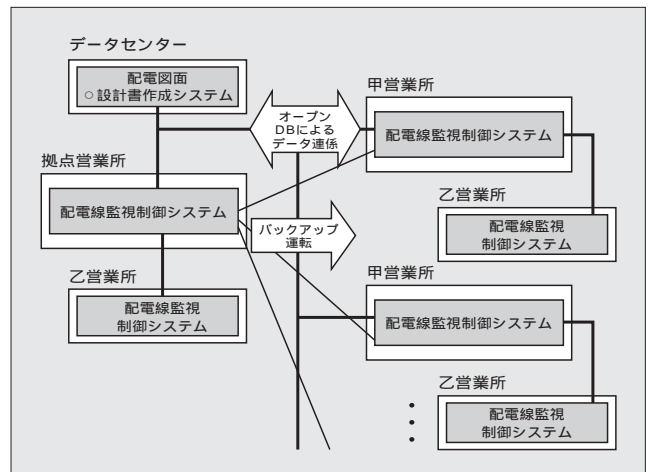 データセンター
配電図面
○設計書作成システム
オープン
DBによる
データ連係
甲営業所
配電線監視制御システム
拠点営業所
配電線監視制御システム
乙営業所
配電線監視
制御システム
バックアップ
運転
乙営業所
配電線監視
制御システム
甲営業所
配電線監視制御システム
乙営業所
配電線監視
制御システム